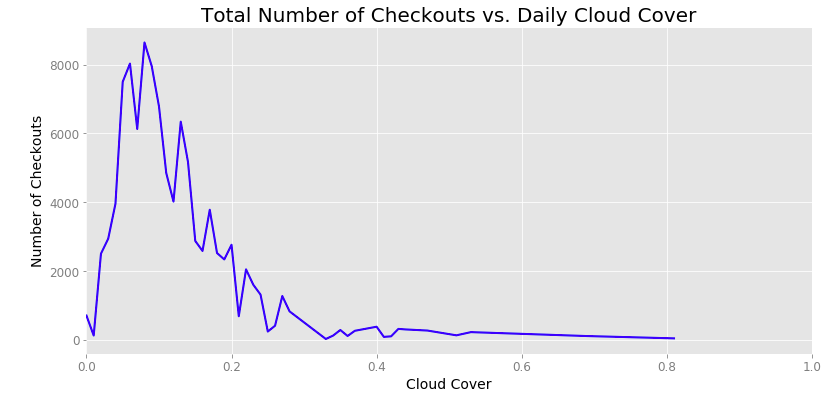 Total Number of Checkouts vs. Daily Cloud Cover
8000
6000
4000
2000
0
Number of Checkouts
0.0 0.2 0.4 0.6 0.8 1.0
Cloud Cover